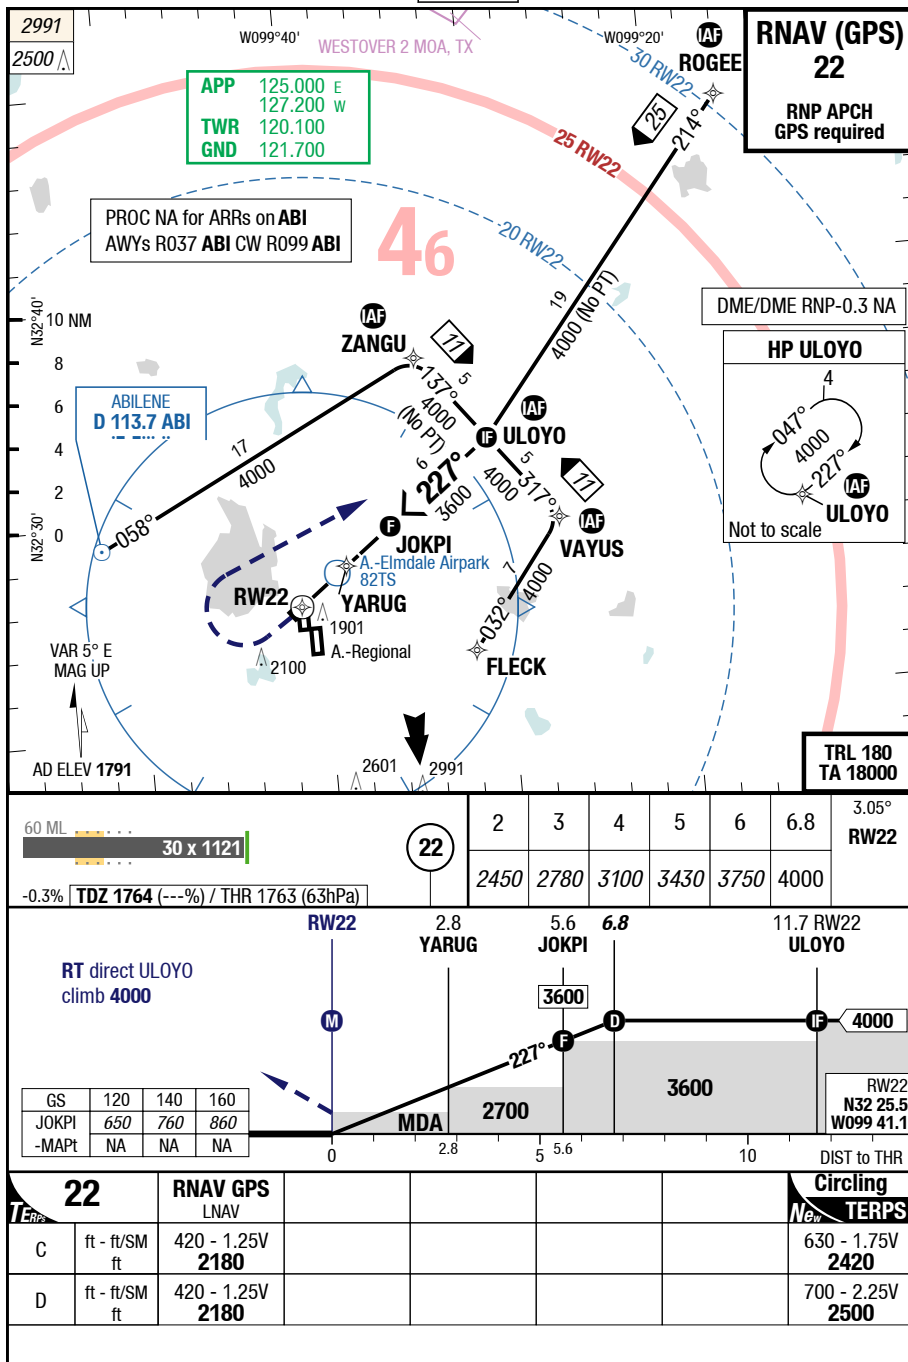 2991
2500
W099°40'
WESTOVER 2 MOA, TX
W099°20'
IAF
ROGEE
30 RW22
RNAV (GPS)
22
RNP APCH
GPS required
APP 125.000 E
127.200 W
TWR 120.100
GND 121.700
25
214°
25 RW22
PROC NA for ARRs on ABI
AWYs R037 ABI CW R099 ABI
46
20 RW22
19
4000 (No PT)
DME/DME RNP-0.3 NA
N32°40'
10 NM
8
6
4
2
0
N32°30'
IAF
ZANGU
11
137°
5
4000
(No PT)
HP ULOYO
4
047°
4000
227°
IAF
ULOYO
Not to scale
ABILENE
D 113.7 ABI
17
4000
058°
IAF
IF ULOYO
6
227°
3600
5
4000
317°
11
IAF
VAYUS
F
JOKPI
A.-Elmdale Airpark
82TS
YARUG
RW22
7
4000
032°
FLECK
1901
A.-Regional
2100
VAR 5° E
MAG UP
AD ELEV 1791
2601
2991
TRL 180
TA 18000
60 ML
30 x 1121
-0.3% TDZ 1764 (---%) / THR 1763 (63hPa)
22
2 3 4 5 6 6.8 3.05°
RW22
2450 2780 3100 3430 3750 4000
RW22 2.8 5.6 6.8 11.7 RW22
YARUG JOKPI ULOYO
RT direct ULOYO
climb 4000
3600
M D IF 4000
F
227°
3600
2700
MDA
RW22
N32 25.5
W099 41.1
GS 120 140 160
JOKPI 650 760 860
-MAPt NA NA NA
0 2.8 5 5.6 10 DIST to THR
TERPs 22 RNAV GPS
LNAV
Circling
New TERPS
C ft - ft/SM 420 - 1.25V 630 - 1.75V
ft 2180 2420
D ft - ft/SM 420 - 1.25V 700 - 2.25V
ft 2180 2500